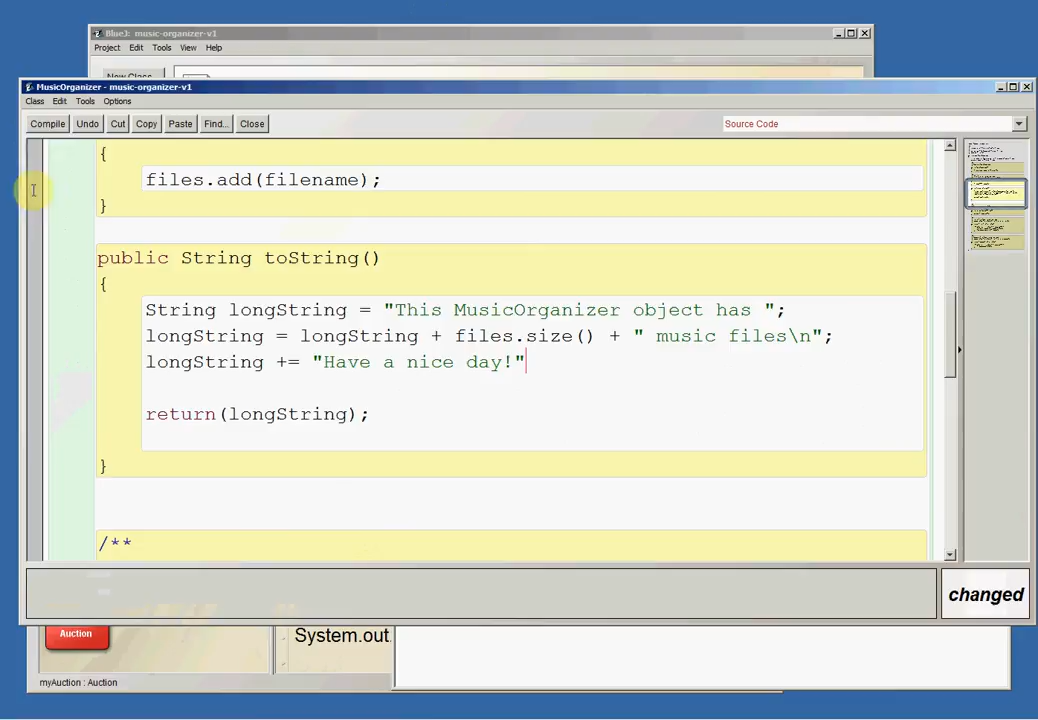 BlueJ: music-organizer-v1
Project Edit Tools View Help
New Class
MusicOrganizer - music-organizer-v1
Class Edit Tools Options
Compile Undo Cut Copy Paste Find... Close Source Code
{
files.add(filename);
}
public String toString()
{
String longString = "This MusicOrganizer object has ";
longString = longString + files.size() + " music files\n";
longString += "Have a nice day!"
return(longString);
}
/**
changed
Auction
System.out
myAuction : Auction